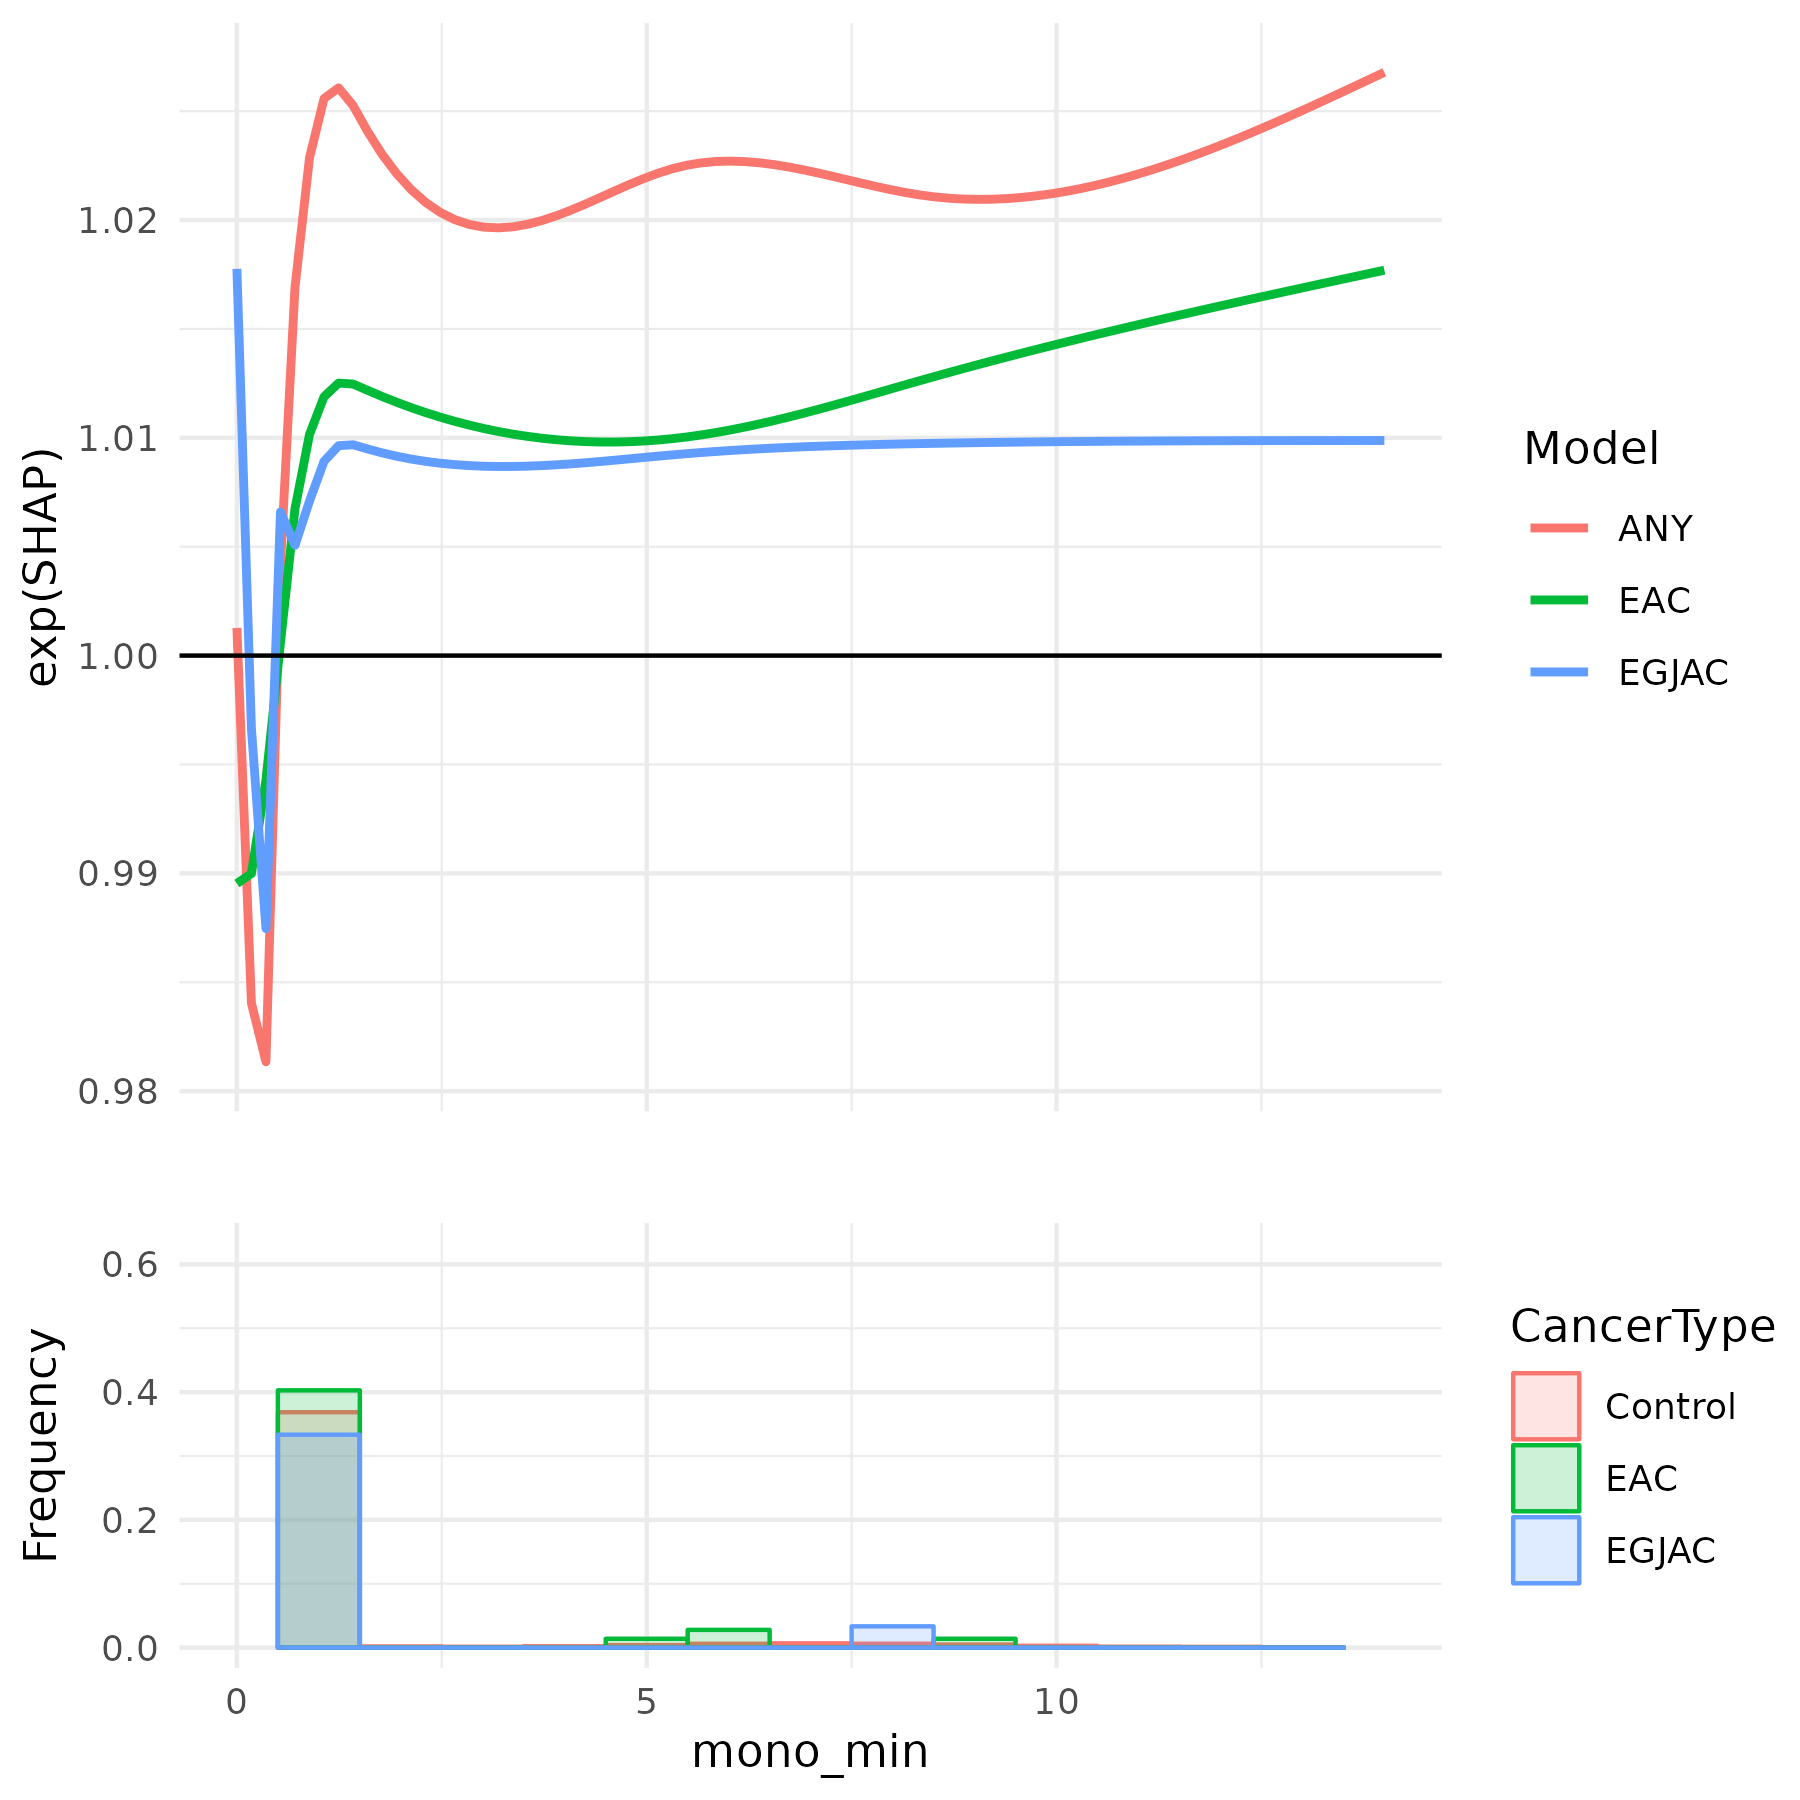 exp(SHAP)
1.02
1.01
1.00
0.99
0.98
Model
ANY
EAC
EGJAC
Frequency
0.6
0.4
0.2
0.0
0
5
10
mono_min
CancerType
Control
EAC
EGJAC